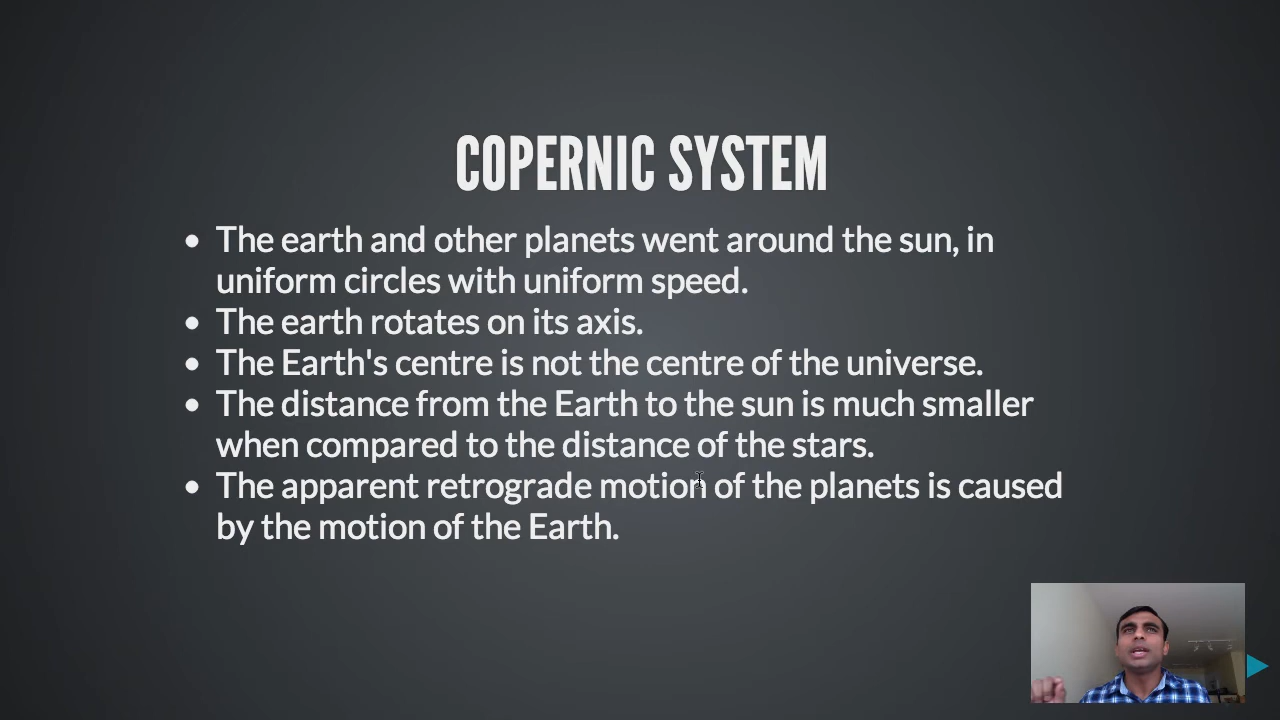 COPERNIC SYSTEM
• The earth and other planets went around the sun, in
uniform circles with uniform speed.
• The earth rotates on its axis.
• The Earth's centre is not the centre of the universe.
• The distance from the Earth to the sun is much smaller
when compared to the distance of the stars.
• The apparent retrograde motion of the planets is caused
by the motion of the Earth.